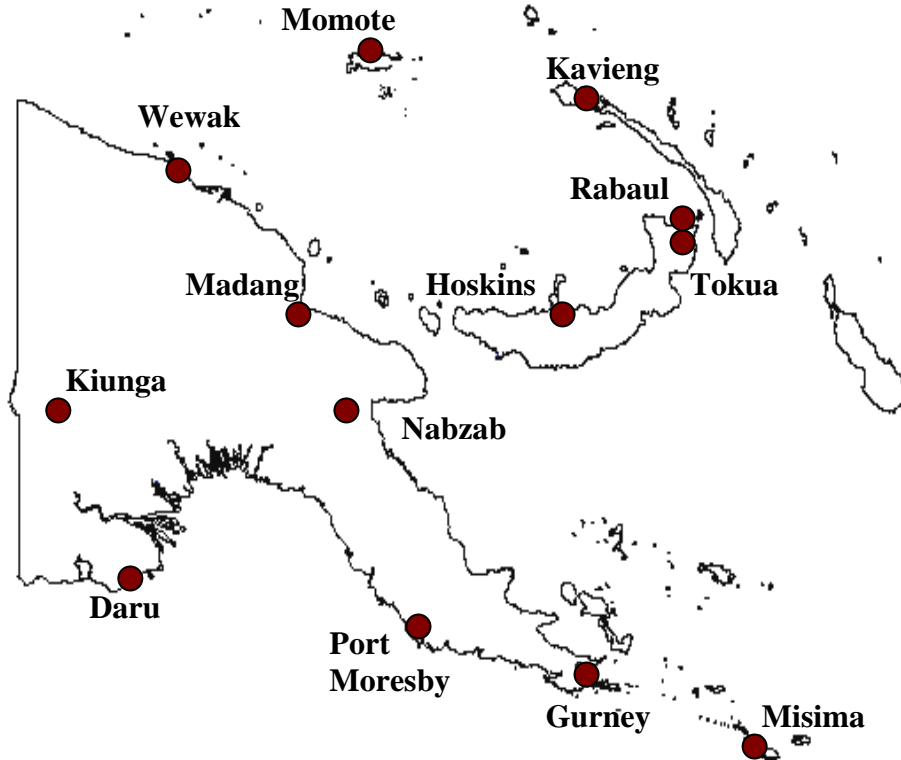 Momote
Kavieng
Wewak
Rabaul
Madang
Hoskins
Tokua
Kiunga
Nabzab
Daru
Port
Moresby
Gurney
Misima